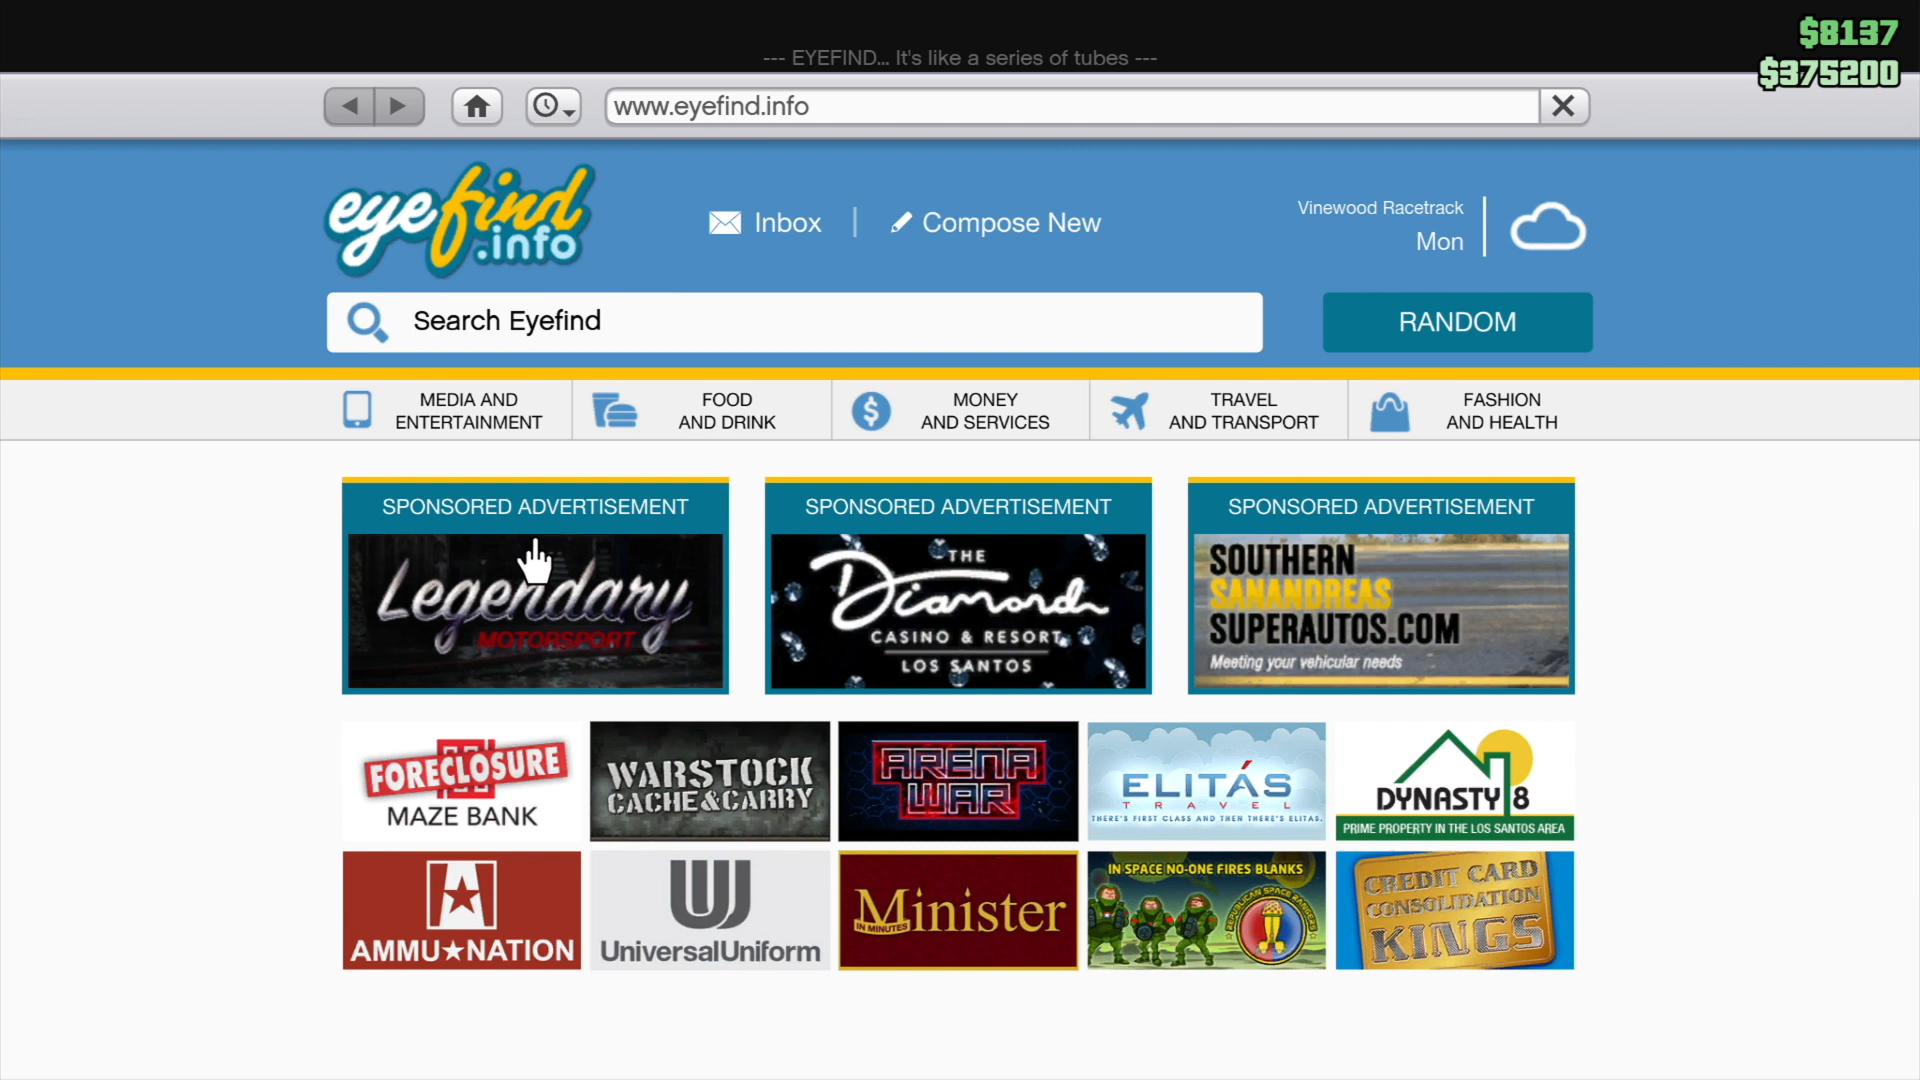 $8137
--- EYEFIND... It's like a series of tubes ---
$375200
www.eyefind.info
eyefind
.info
Inbox
Compose New
Vinewood Racetrack
Mon
Search Eyefind
RANDOM
MEDIA AND
ENTERTAINMENT
FOOD
AND DRINK
MONEY
AND SERVICES
TRAVEL
AND TRANSPORT
FASHION
AND HEALTH
SPONSORED ADVERTISEMENT
Legendary
MOTORSPORT
SPONSORED ADVERTISEMENT
THE
Diamond
CASINO & RESORT
LOS SANTOS
SPONSORED ADVERTISEMENT
SOUTHERN
SANANDREAS
SUPERAUTOS.COM
Meeting your vehicular needs
FORECLOSURE
MAZE BANK
WARSTOCK
CACHE&CARRY
ARENA
WAR
ELITÁS
TRAVEL
THERE'S FIRST CLASS AND THEN THERE'S ELITAS.
DYNASTY 8
PRIME PROPERTY IN THE LOS SANTOS AREA
AMMU★NATION
UniversalUniform
Minister
IN MINUTES
IN SPACE NO-ONE FIRES BLANKS
REPUBLICAN SPACE RANGERS
CREDIT CARD
CONSOLIDATION
KINGS